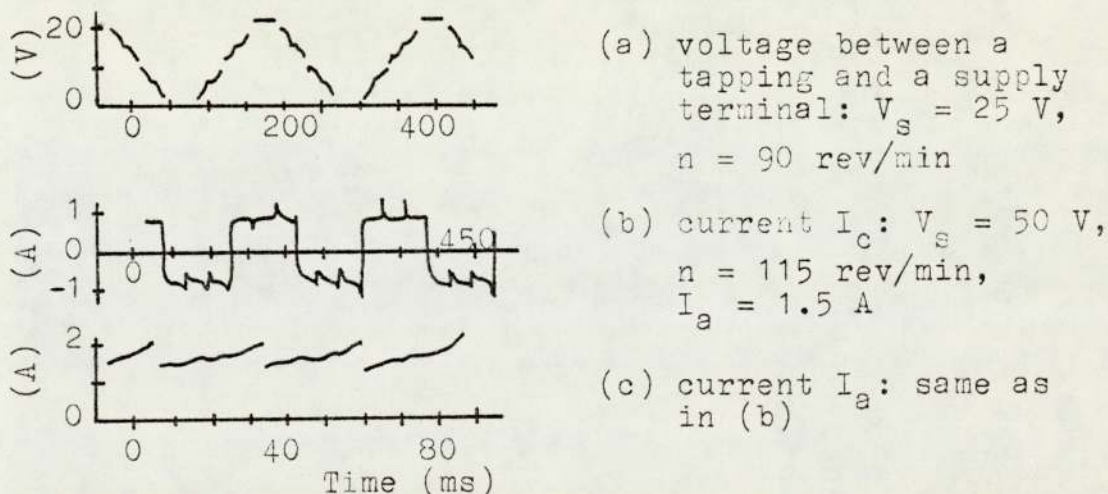 (V)
20
0
0 200 400
(A)
1
0
-1
0 450
(A)
2
0
0 40 80
Time (ms)
(a) voltage between a
tapping and a supply
terminal: Vs = 25 V,
n = 90 rev/min
(b) current Ic: Vs = 50 V,
n = 115 rev/min,
Ia = 1.5 A
(c) current Ia: same as
in (b)